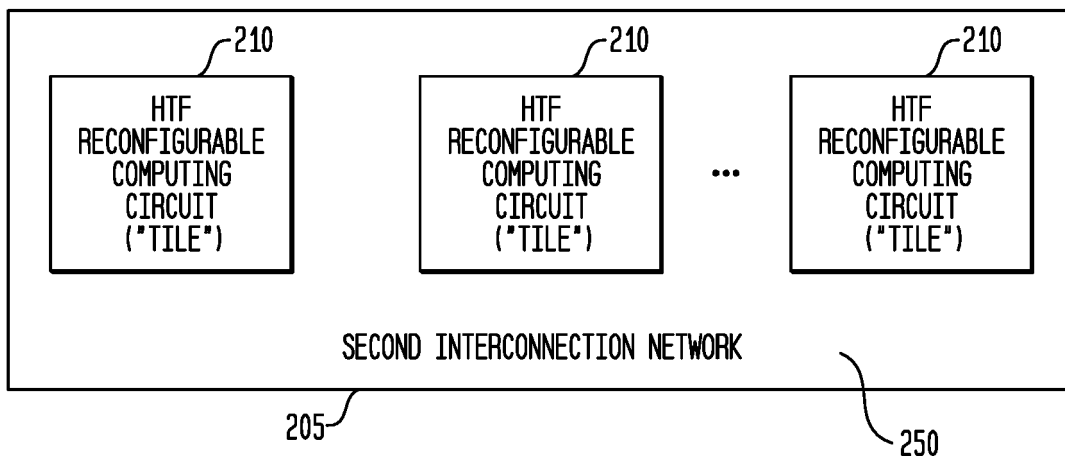 210
210
210
HTF
RECONFIGURABLE
COMPUTING
CIRCUIT
("TILE")
HTF
RECONFIGURABLE
COMPUTING
CIRCUIT
("TILE")
...
HTF
RECONFIGURABLE
COMPUTING
CIRCUIT
("TILE")
SECOND INTERCONNECTION NETWORK
205
250